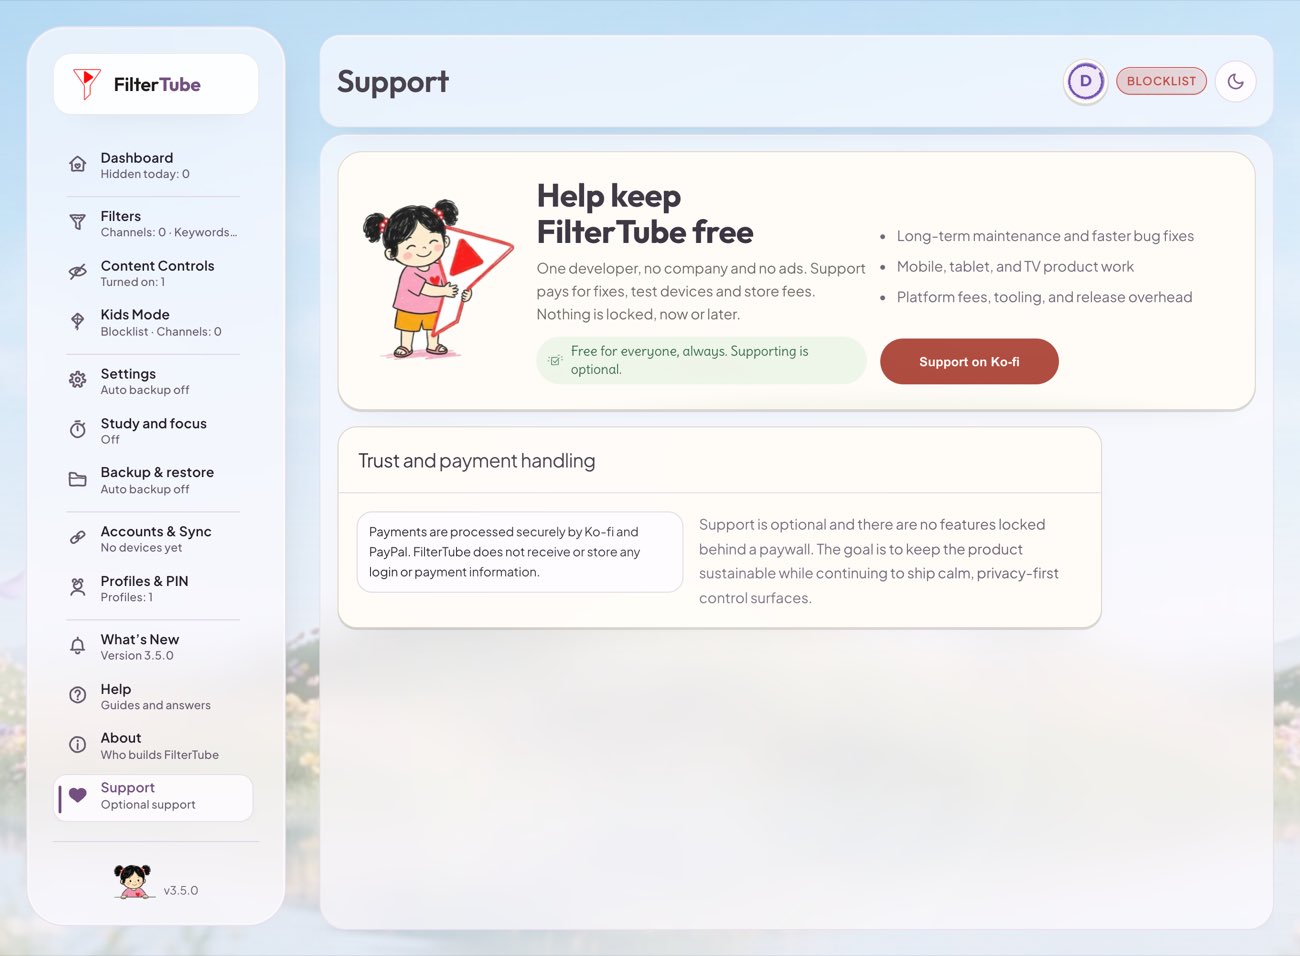 FilterTube
Dashboard
Hidden today: 0
Filters
Channels: 0 · Keywords...
Content Controls
Turned on: 1
Kids Mode
Blocklist · Channels: 0
Settings
Auto backup off
Study and focus
Off
Backup & restore
Auto backup off
Accounts & Sync
No devices yet
Profiles & PIN
Profiles: 1
What's New
Version 3.5.0
Help
Guides and answers
About
Who builds FilterTube
Support
Optional support
v3.5.0
Support
D
BLOCKLIST
Help keep
FilterTube free
One developer, no company and no ads. Support
pays for fixes, test devices and store fees.
Nothing is locked, now or later.
Free for everyone, always. Supporting is
optional.
Long-term maintenance and faster bug fixes
Mobile, tablet, and TV product work
Platform fees, tooling, and release overhead
Support on Ko-fi
Trust and payment handling
Payments are processed securely by Ko-fi and
PayPal. FilterTube does not receive or store any
login or payment information.
Support is optional and there are no features locked
behind a paywall. The goal is to keep the product
sustainable while continuing to ship calm, privacy-first
control surfaces.